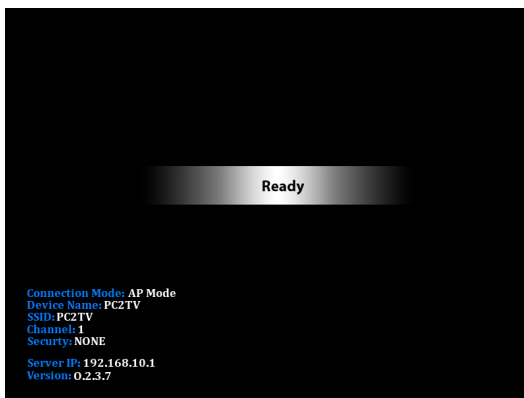 Ready
Connection Mode: AP Mode
Device Name: PC2TV
SSID: PC2TV
Channel: 1
Securty: NONE
Server IP: 192.168.10.1
Version: 0.2.3.7